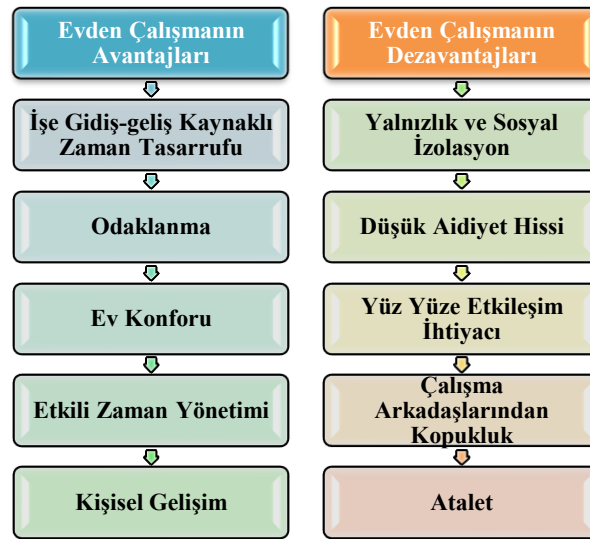 Evden Çalışmanın
Avantajları
İşe Gidiş-geliş Kaynaklı
Zaman Tasarrufu
Odaklanma
Ev Konforu
Etkili Zaman Yönetimi
Kişisel Gelişim
Evden Çalışmanın
Dezavantajları
Yalnızlık ve Sosyal
İzolasyon
Düşük Aidiyet Hissi
Yüz Yüze Etkileşim
İhtiyacı
Çalışma
Arkadaşlarından
Kopukluk
Atalet